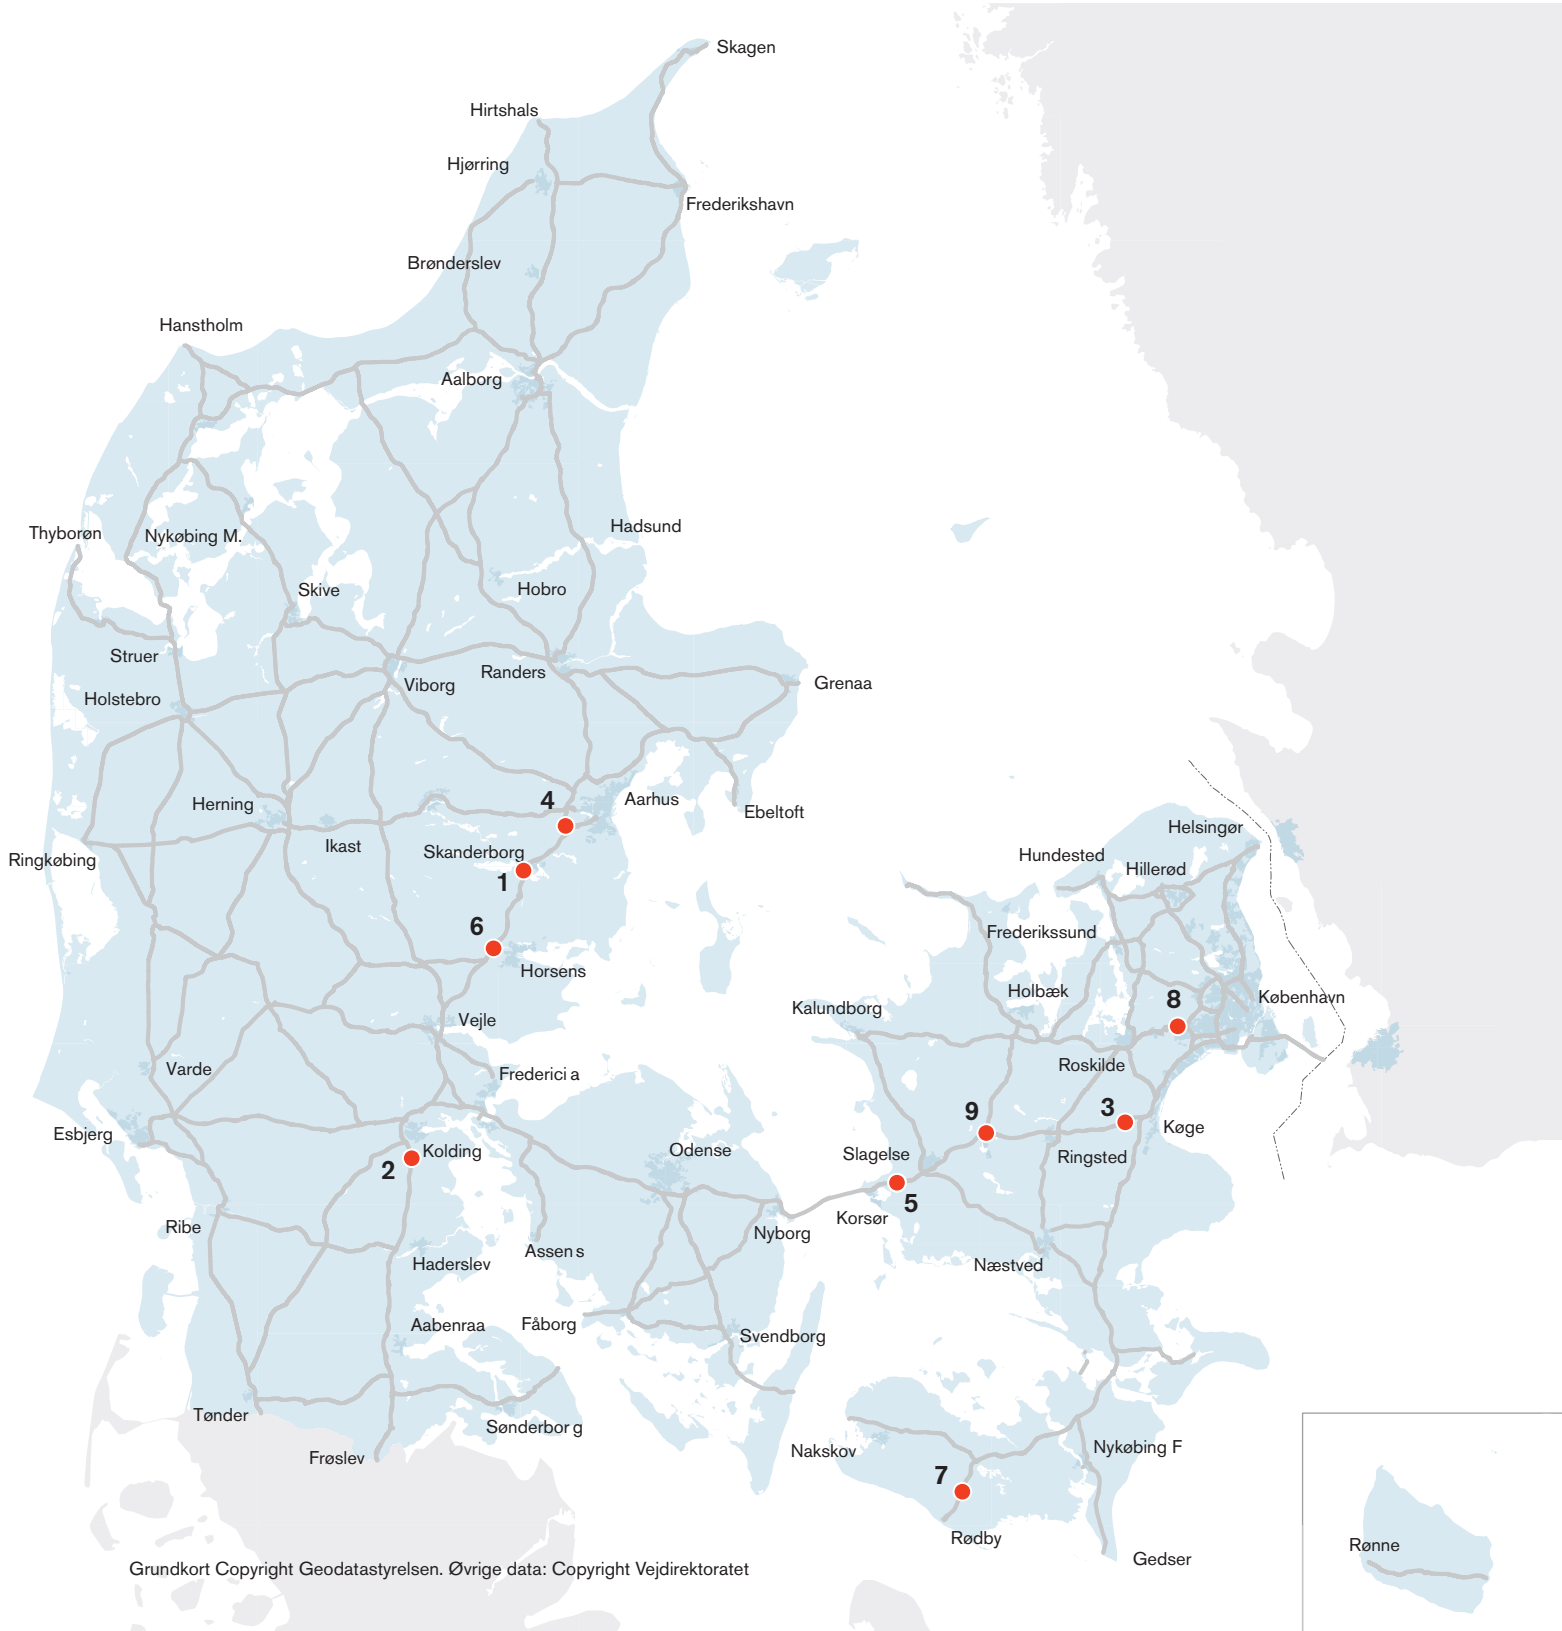 Skagen
Hirtshals
Hjørring
Frederikshavn
Brønderslev
Hanstholm
Aalborg
Hadsund
Thyborøn
Nykøbing M.
Hobro
Skive
Struer
Randers
Viborg
Grenaa
Holstebro
4
Herning
Aarhus
Ebeltoft
Helsingør
Ikast
Skanderborg
Hundested
Ringkøbing
Hillerød
1
6
Frederikssund
Horsens
Holbæk
8
København
Kalundborg
Vejle
Varde
Roskilde
Fredericia
9
3
Esbjerg
Køge
Kolding
Odense
Slagelse
Ringsted
2
5
Ribe
Korsør
Nyborg
Assens
Haderslev
Næstved
Aabenraa
Fåborg
Svendborg
Tønder
Sønderborg
Nakskov
Nykøbing F
Frøslev
7
Rødby
Rønne
Gedser
Grundkort Copyright Geodatastyrelsen. Øvrige data: Copyright Vejdirektoratet